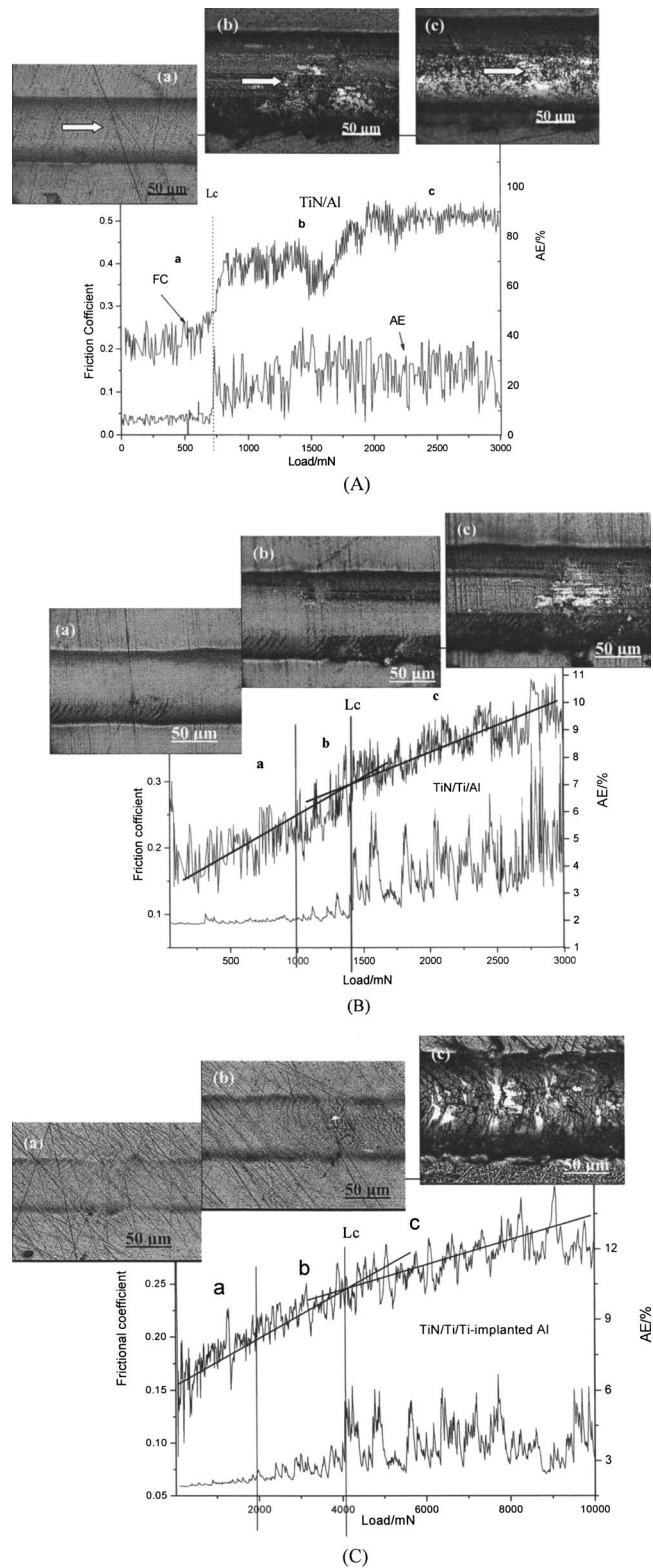 (a)
50 µm
(b)
50 µm
(c)
50 µm
Lc
TiN/Al
a
b
c
FC
AE
0.5
0.4
0.3
0.2
0.1
0.0
Friction Cofficient
100
80
60
40
20
0
AE/%
0 500 1000 1500 2000 2500 3000
Load/mN
(A)
(a)
50 µm
(b)
50 µm
(c)
50 µm
Lc
a
b
c
TiN/Ti/Al
0.3
0.2
0.1
Friction cofficient
11
10
9
8
7
6
5
4
3
2
1
AE/%
500 1000 1500 2000 2500 3000
Load/mN
(B)
(a)
50 µm
(b)
50 µm
(c)
50 µm
Lc
a
b
c
TiN/Ti/Ti-implanted Al
0.25
0.20
0.15
0.10
0.05
Frictional coefficient
12
9
6
3
AE/%
2000 4000 6000 8000 10000
Load/mN
(C)